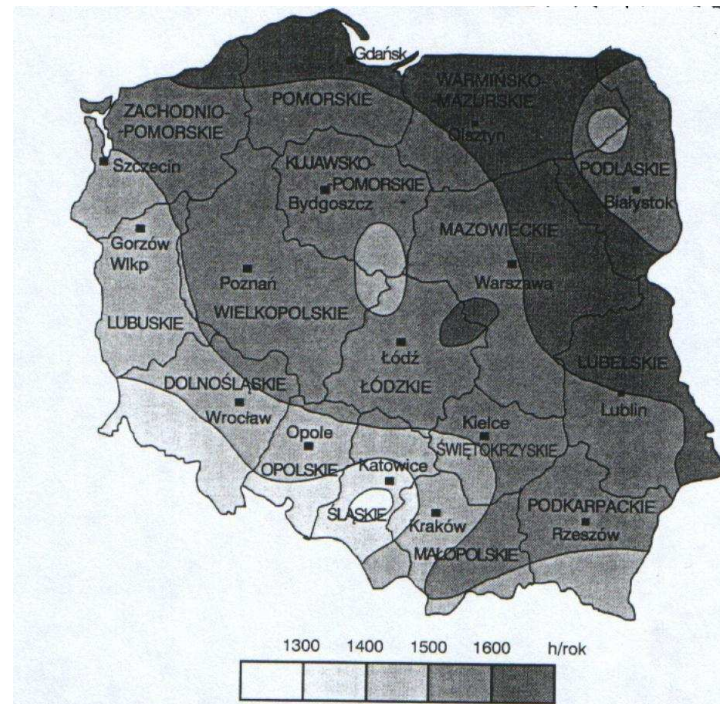 Gdańsk
WARMIŃSKO-
-MAZURSKIE
Olsztyn
POMORSKIE
ZACHODNIO-
-POMORSKIE
Szczecin
KUJAWSKO-
-POMORSKIE
Bydgoszcz
PODLASKIE
Białystok
Gorzów
Wlkp
MAZOWIECKIE
Warszawa
Poznań
WIELKOPOLSKIE
LUBUSKIE
Łódź
ŁÓDZKIE
LUBELSKIE
Lublin
DOLNOŚLĄSKIE
Wrocław
Opole
OPOLSKIE
Kielce
ŚWIĘTOKRZYSKIE
Katowice
ŚLĄSKIE
Kraków
MAŁOPOLSKIE
PODKARPACKIE
Rzeszów
1300 1400 1500 1600 h/rok